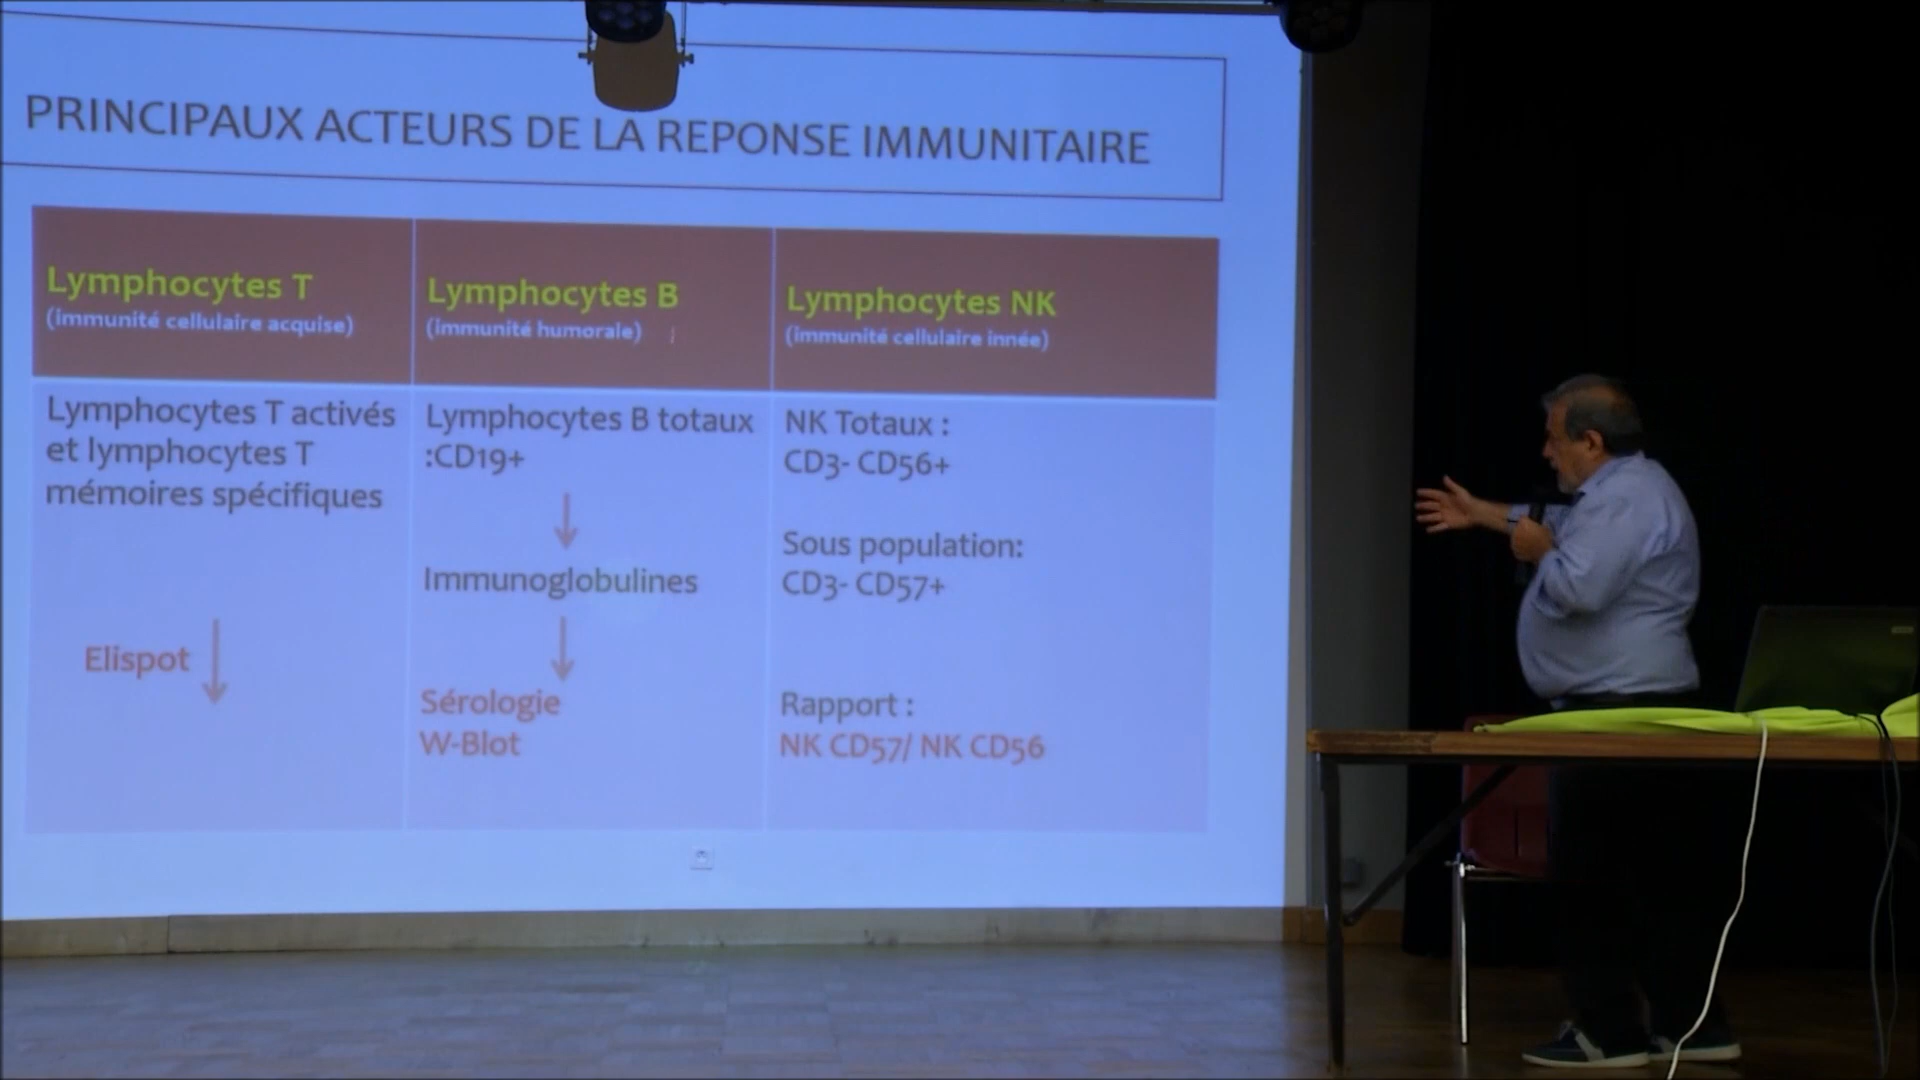 PRINCIPAUX ACTEURS DE LA REPONSE IMMUNITAIRE
Lymphocytes T
(immunité cellulaire acquise)
Lymphocytes T activés
et lymphocytes T
mémoires spécifiques
Elispot
Lymphocytes B
(immunité humorale)
Lymphocytes B totaux
:CD19+
Immunoglobulines
Sérologie
W-Blot
Lymphocytes NK
(immunité cellulaire innée)
NK Totaux :
CD3- CD56+
Sous population:
CD3- CD57+
Rapport :
NK CD57/ NK CD56